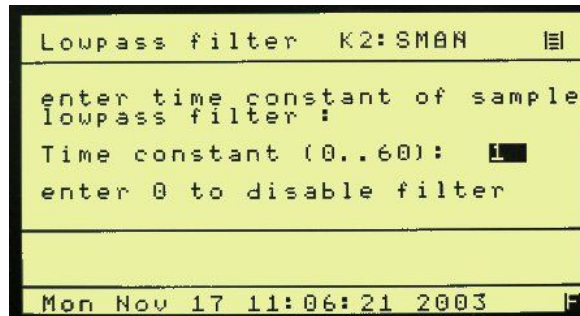 Lowpass filter K2:SMAN
enter time constant of sample
lowpass filter :
Time constant (0..60): 1
enter 0 to disable filter
Mon Nov 17 11:06:21 2003